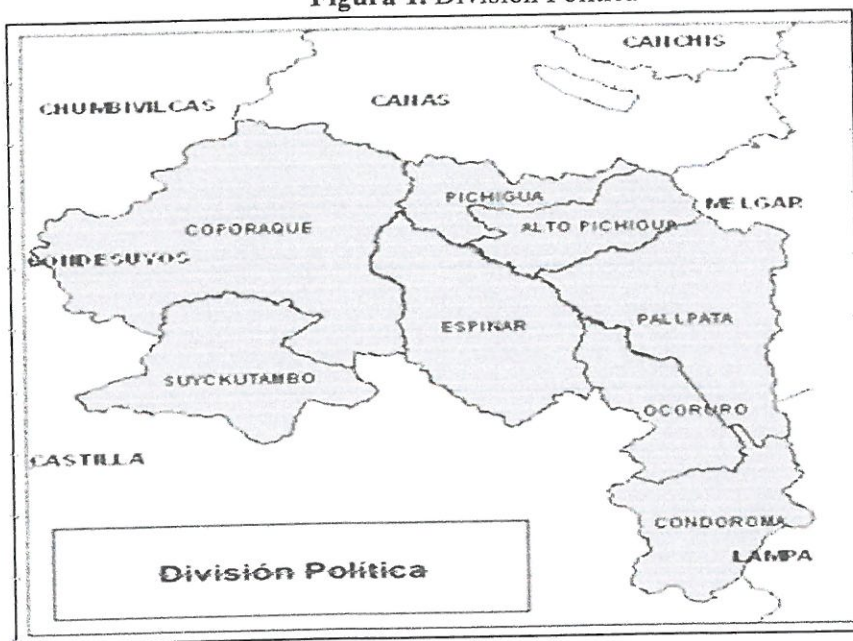 Figura 1. División Política
CANCHIS
CHUMBIVILCAS
CANAS
PICHIGUA
MELGAR
COPORAQUE
ALTO PICHIGUA
CONDESUYOS
ESPINAR
PALLPATA
SUYCKUTAMBO
OCORURO
CASTILLA
CONDOROMA
LAMPA
División Política